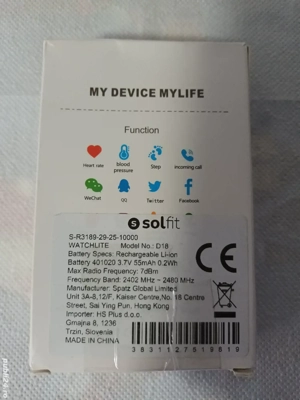 MY DEVICE MYLIFE
Function
Heart rate
blood pressure
Step
incoming call
WeChat
QQ
Twitter
Facebook
solfit
S-R3189-29-25-10000
WATCHLITE Model No.: D18
Battery Specs: Rechargeable Li-ion
Battery 401020 3.7V 55mAh 0.2Wh
Max Radio Frequency: 7dBm
Frequency Band: 2402 MHz ~ 2480 MHz
Manufacturer: Spatz Global Limited
Unit 3A-8,12/F, Kaiser Centre,No.18 Centre
Street, Sai Ying Pun, Hong Kong
Importer: HS Plus d.o.o.
Gmajna 8, 1236
Trzin, Slovenia
CE
3831127519819